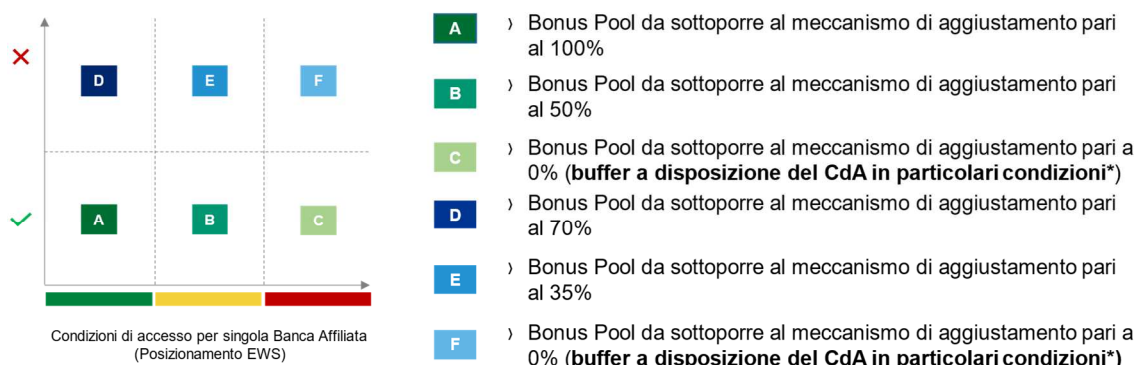 D
E
F
A
B
C
Condizioni di accesso per singola Banca Affiliata
(Posizionamento EWS)
A
› Bonus Pool da sottoporre al meccanismo di aggiustamento pari
al 100%
B
› Bonus Pool da sottoporre al meccanismo di aggiustamento pari
al 50%
C
› Bonus Pool da sottoporre al meccanismo di aggiustamento pari a
0% (buffer a disposizione del CdA in particolari condizioni*)
D
› Bonus Pool da sottoporre al meccanismo di aggiustamento pari
al 70%
E
› Bonus Pool da sottoporre al meccanismo di aggiustamento pari
al 35%
F
› Bonus Pool da sottoporre al meccanismo di aggiustamento pari a
0% (buffer a disposizione del CdA in particolari condizioni*)